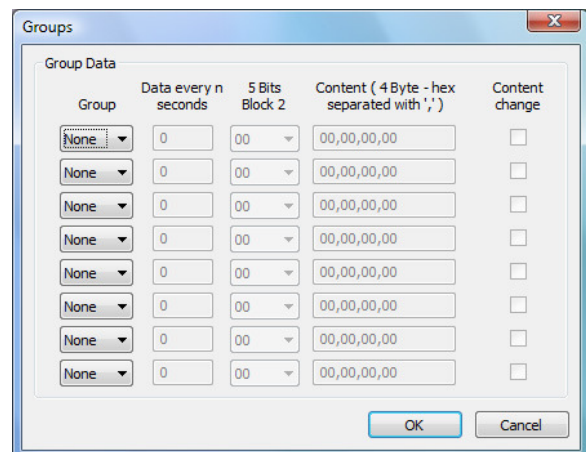 Groups
Group Data
Group
Data every n seconds
5 Bits Block 2
Content ( 4 Byte - hex separated with ',' )
Content change
None 0 00 00,00,00,00
None 0 00 00,00,00,00
None 0 00 00,00,00,00
None 0 00 00,00,00,00
None 0 00 00,00,00,00
None 0 00 00,00,00,00
None 0 00 00,00,00,00
None 0 00 00,00,00,00
OK Cancel